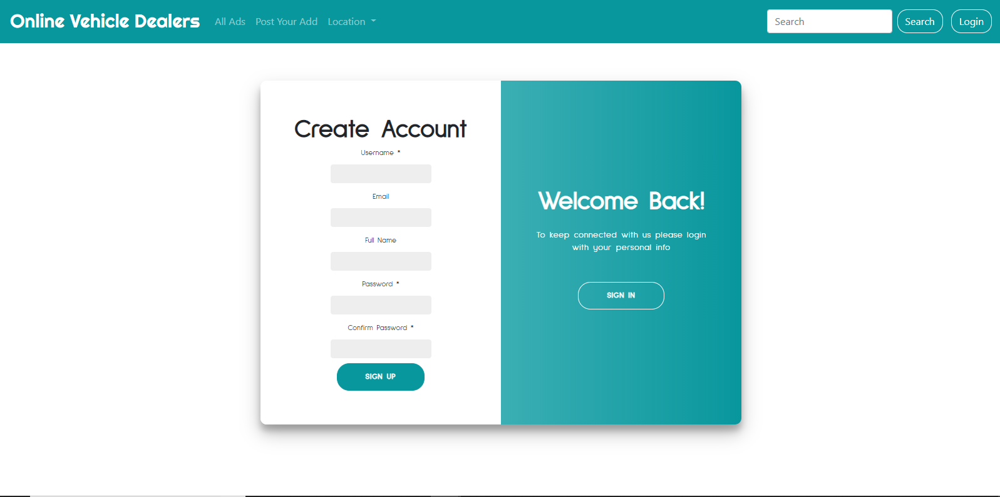 Online Vehicle Dealers All Ads Post Your Add Location Search Search Login
Create Account
Username *
Email
Full Name
Password *
Confirm Password *
SIGN UP
Welcome Back!
To keep connected with us please login
with your personal info
SIGN IN